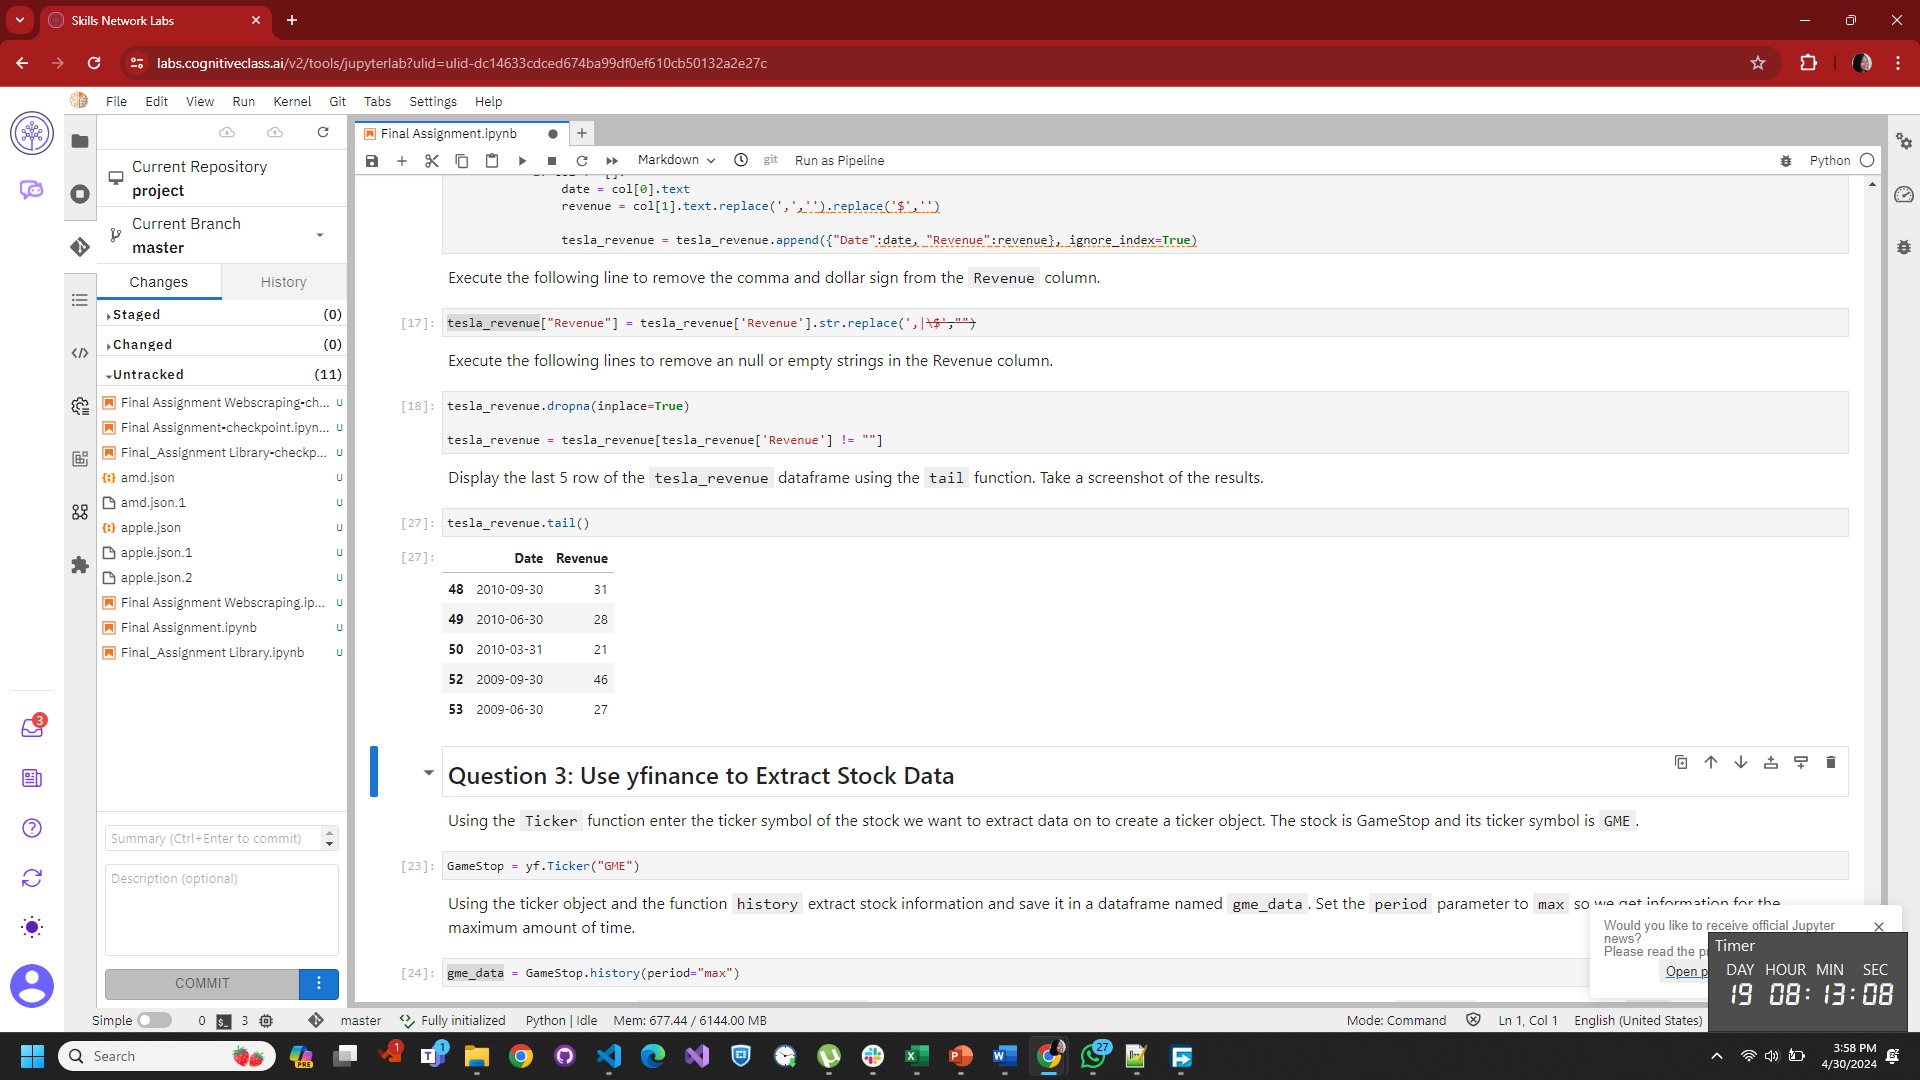 Skills Network Labs
labs.cognitiveclass.ai/v2/tools/jupyterlab?ulid=ulid-dc14633cdced674ba99df0ef610cb50132a2e27c
File Edit View Run Kernel Git Tabs Settings Help
Current Repository
project
Current Branch
master
Changes History
Staged (0)
Changed (0)
Untracked (11)
Final Assignment Webscraping-ch... U
Final Assignment-checkpoint.ipyn... U
Final_Assignment Library-checkp... U
amd.json U
amd.json.1 U
apple.json U
apple.json.1 U
apple.json.2 U
Final Assignment Webscraping.ip... U
Final Assignment.ipynb U
Final_Assignment Library.ipynb U
Summary (Ctrl+Enter to commit)
Description (optional)
COMMIT
3
Final Assignment.ipynb
Markdown git Run as Pipeline Python
date = col[0].text
revenue = col[1].text.replace(',','').replace('$','')
tesla_revenue = tesla_revenue.append({"Date":date, "Revenue":revenue}, ignore_index=True)
Execute the following line to remove the comma and dollar sign from the Revenue column.
[17]: tesla_revenue["Revenue"] = tesla_revenue['Revenue'].str.replace(',|\$',"")
Execute the following lines to remove an null or empty strings in the Revenue column.
[18]: tesla_revenue.dropna(inplace=True)
tesla_revenue = tesla_revenue[tesla_revenue['Revenue'] != ""]
Display the last 5 row of the tesla_revenue dataframe using the tail function. Take a screenshot of the results.
[27]: tesla_revenue.tail()
[27]: Date Revenue
48 2010-09-30 31
49 2010-06-30 28
50 2010-03-31 21
52 2009-09-30 46
53 2009-06-30 27
Question 3: Use yfinance to Extract Stock Data
Using the Ticker function enter the ticker symbol of the stock we want to extract data on to create a ticker object. The stock is GameStop and its ticker symbol is GME.
[23]: GameStop = yf.Ticker("GME")
Using the ticker object and the function history extract stock information and save it in a dataframe named gme_data. Set the period parameter to max so we get information for the
maximum amount of time.
[24]: gme_data = GameStop.history(period="max")
Would you like to receive official Jupyter
news?
Please read the pr
Open p
Timer
DAY HOUR MIN SEC
19 08: 13: 08
Simple 0 3 master Fully initialized Python | Idle Mem: 677.44 / 6144.00 MB Mode: Command Ln 1, Col 1 English (United States)
Search
PRE
1
1
27
3:58 PM
4/30/2024